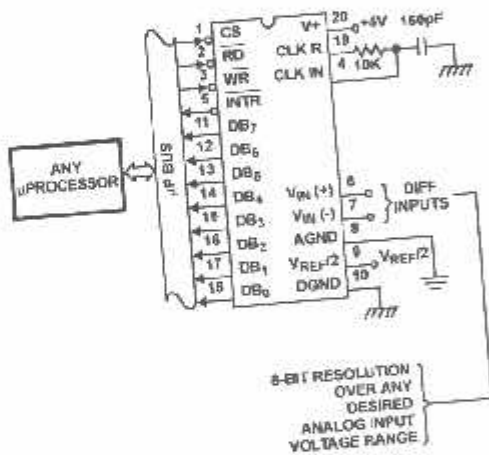 1 CS V+ 20 +5V 150pF
2 RD CLK R 19 10K
3 WR CLK IN 4
5 INTR
11 DB7
12 DB6
13 DB5
14 DB4
15 DB3
16 DB2
17 DB1
18 DB0
ANY
μPROCESSOR
μP BUS
VIN (+) 6
VIN (-) 7
DIFF
INPUTS
AGND 8
VREF/2 9 VREF/2
DGND 10
8-BIT RESOLUTION
OVER ANY
DESIRED
ANALOG INPUT
VOLTAGE RANGE